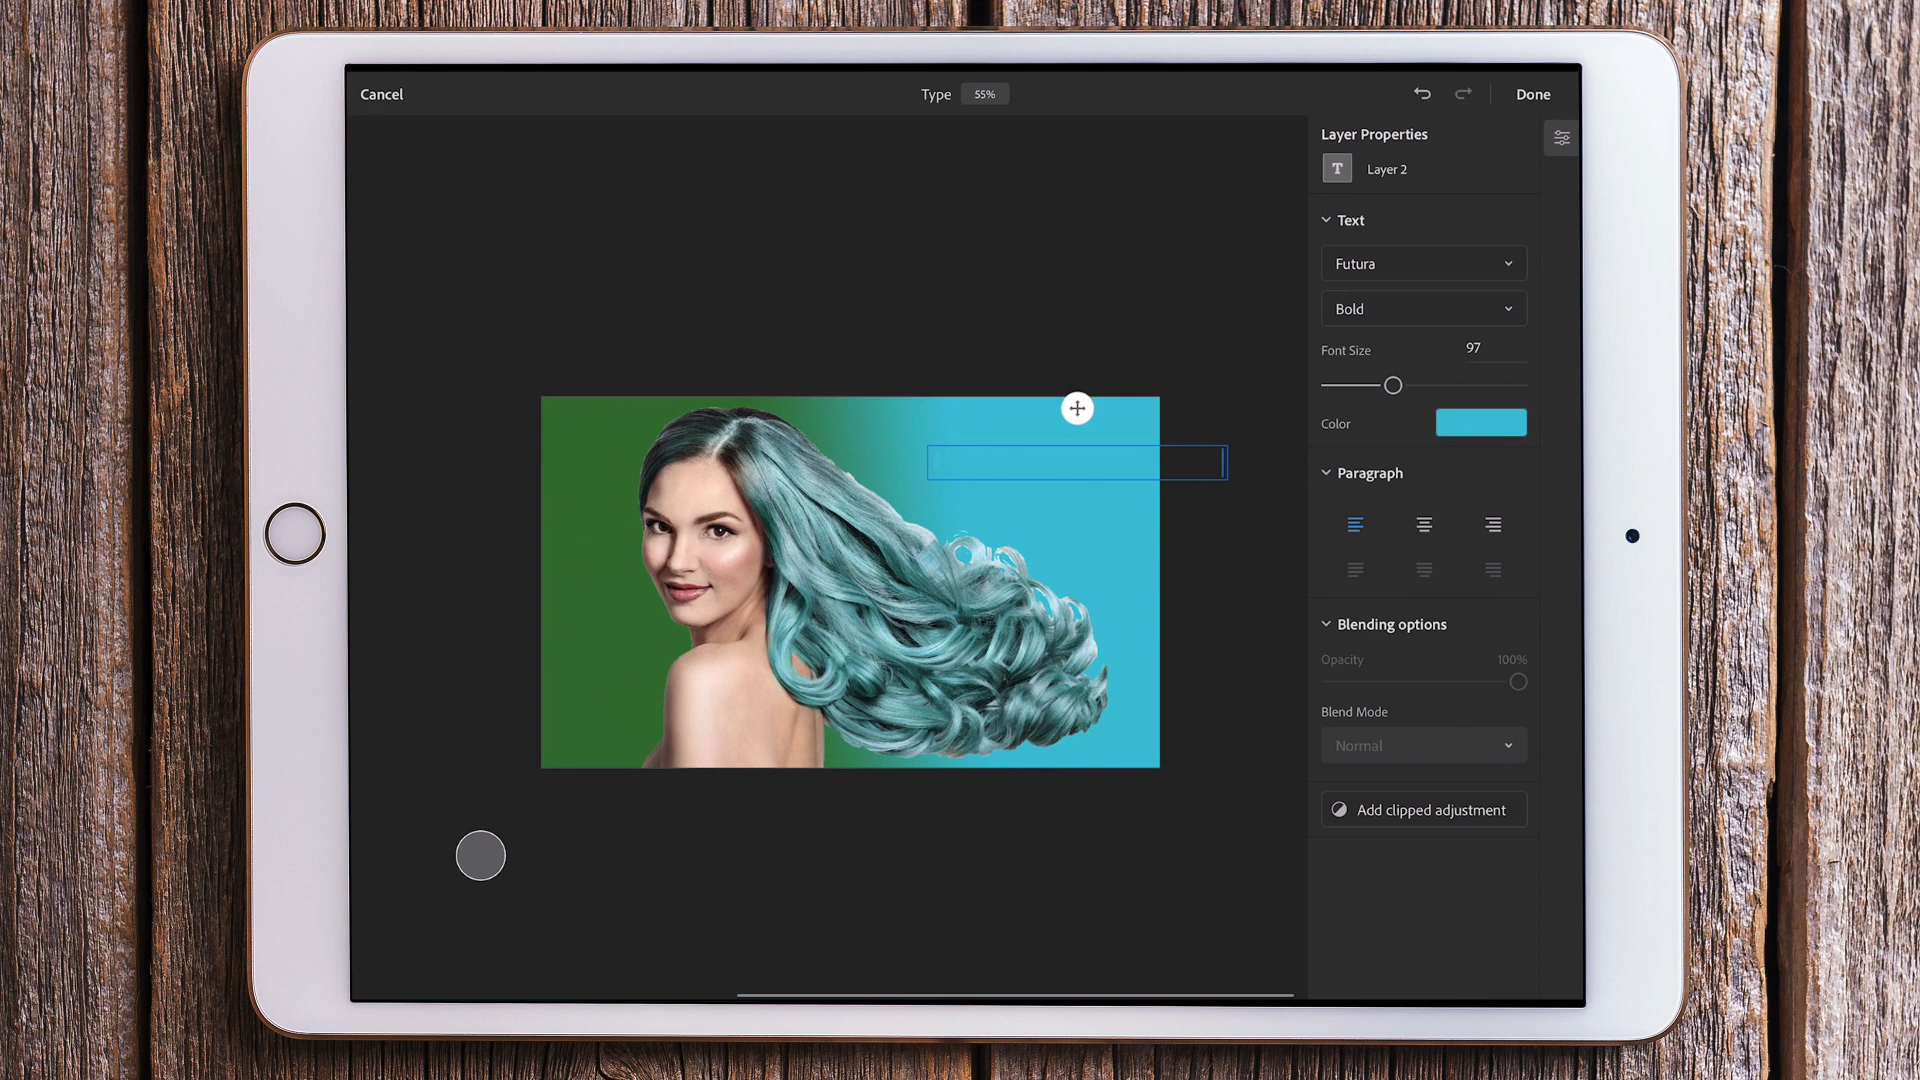 Cancel
Type 55%
Done
Layer Properties
T Layer 2
Text
Futura
Bold
Font Size 97
Color
Paragraph
Blending options
Opacity 100%
Blend Mode
Normal
Add clipped adjustment